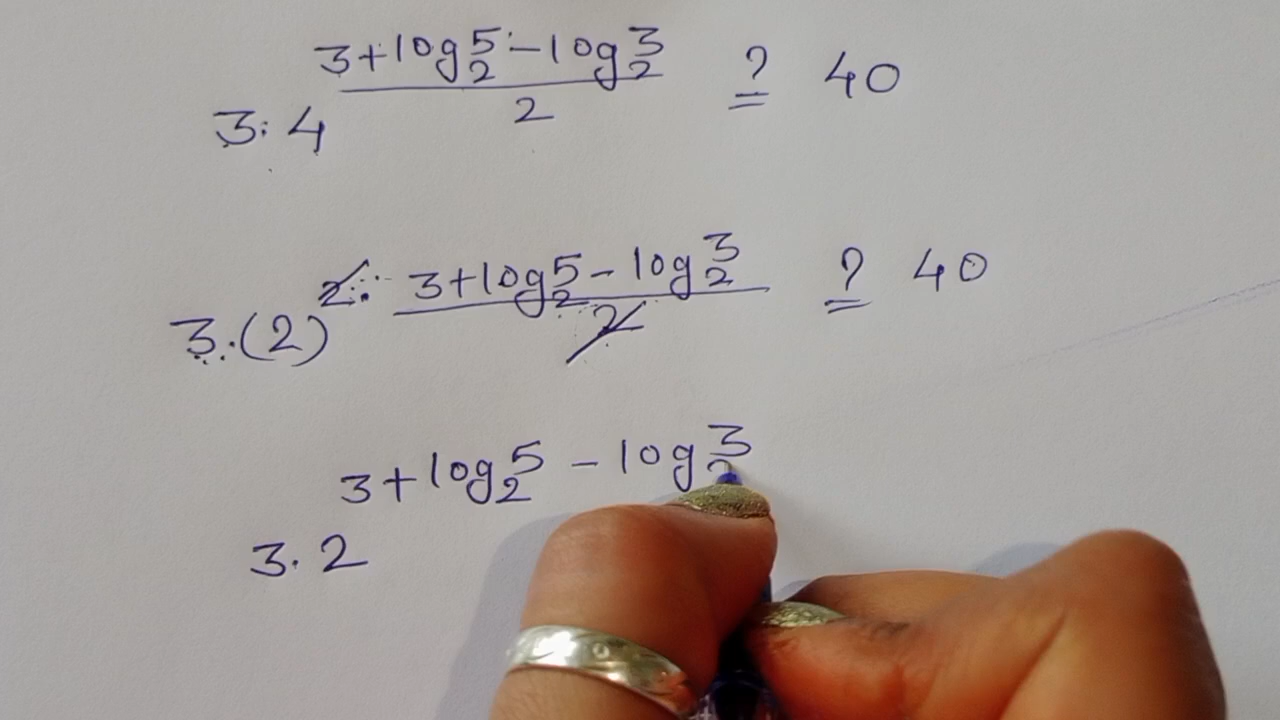 3 · 4^((3 + log₂5 − log₂3)/2) ≟ 40
3 · (2)^(2 · (3 + log₂5 − log₂3)/2) ≟ 40
3 · 2^(3 + log₂5 − log₂3)